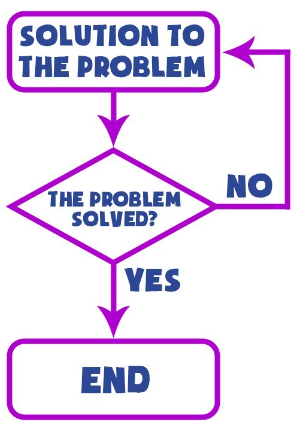 SOLUTION TO
THE PROBLEM
THE PROBLEM
SOLVED?
NO
YES
END